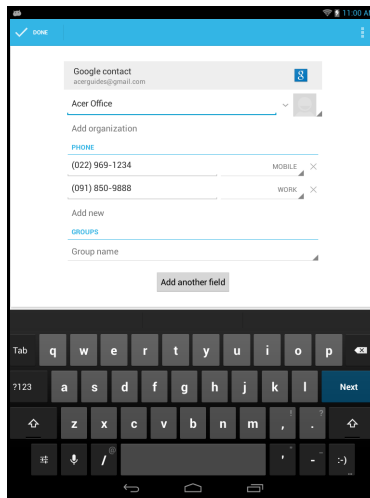 11:00 AM
DONE
Google contact
acerguides@gmail.com
g
Acer Office
Add organization
PHONE
(022) 969-1234 MOBILE
(091) 850-9888 WORK
Add new
GROUPS
Group name
Add another field
Tab q w e r t y u i o p
?123 a s d f g h j k l Next
z x c v b n m , ! . ?
/ @ ' " - _ :-)